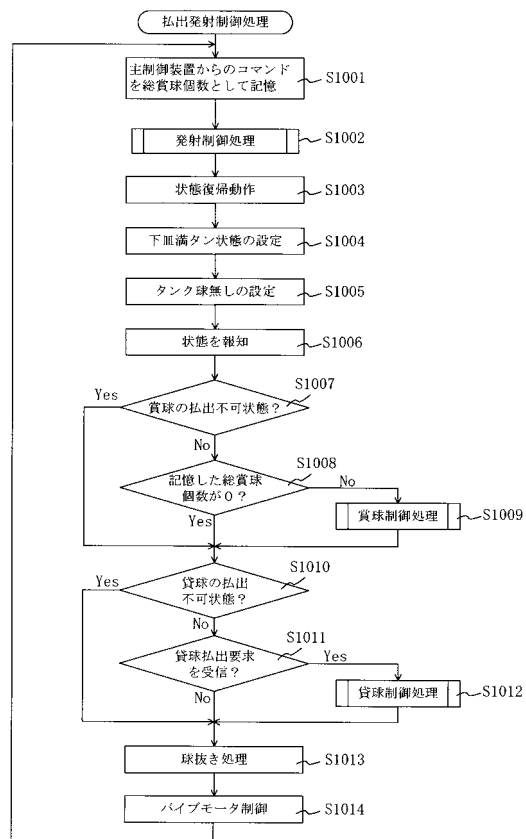 払出発射制御処理
主制御装置からのコマンド
を総賞球個数として記憶
S1001
発射制御処理
S1002
状態復帰動作
S1003
下皿満タン状態の設定
S1004
タンク球無しの設定
S1005
状態を報知
S1006
S1007
Yes
賞球の払出不可状態?
No
S1008
記憶した総賞球
個数が0?
No
Yes
賞球制御処理
S1009
S1010
Yes
貸球の払出
不可状態?
No
S1011
貸球払出要求
を受信?
Yes
No
貸球制御処理
S1012
球抜き処理
S1013
バイブモータ制御
S1014